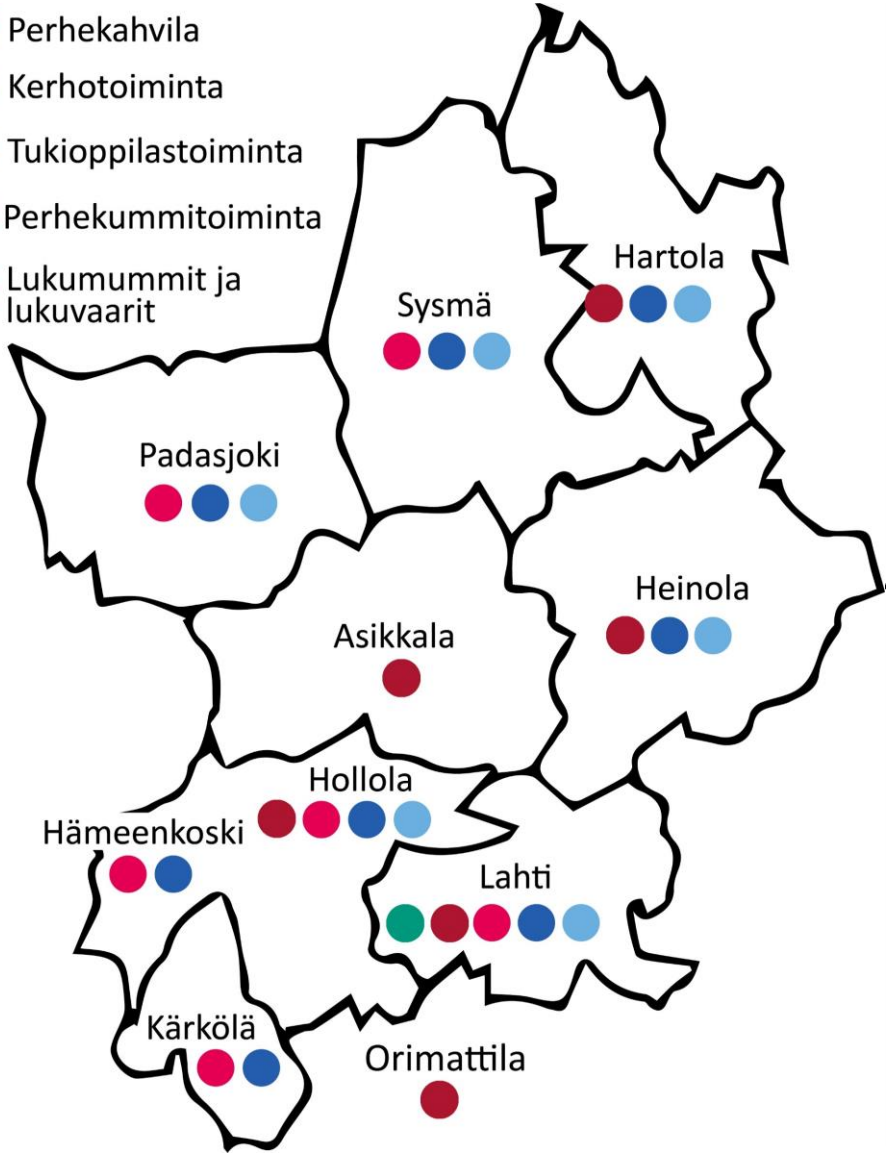 Perhekahvila
Kerhotoiminta
Tukioppilastoiminta
Perhekummitoiminta
Lukumummit ja
lukuvaarit
Hartola
Sysmä
Padasjoki
Heinola
Asikkala
Hollola
Hämeenkoski
Lahti
Kärkölä
Orimattila